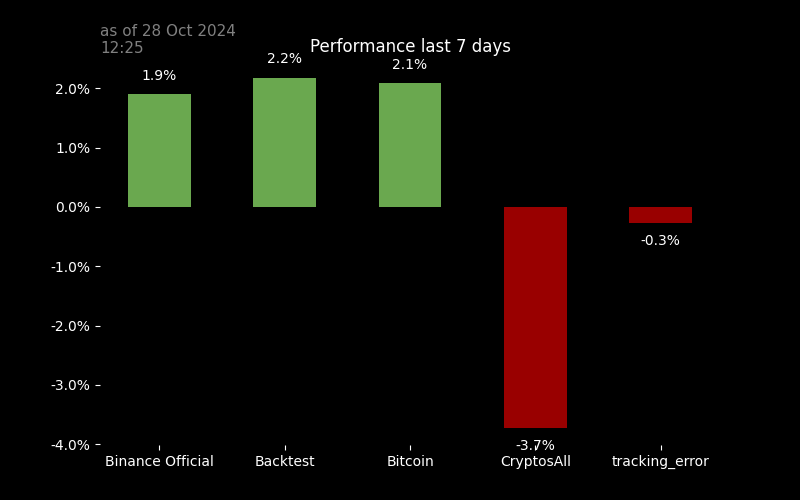 as of 28 Oct 2024
12:25
Performance last 7 days
1.9%
2.2%
2.1%
2.0%
1.0%
0.0%
-0.3%
-1.0%
-2.0%
-3.0%
-4.0%
-3.7%
Binance Official
Backtest
Bitcoin
CryptosAll
tracking_error